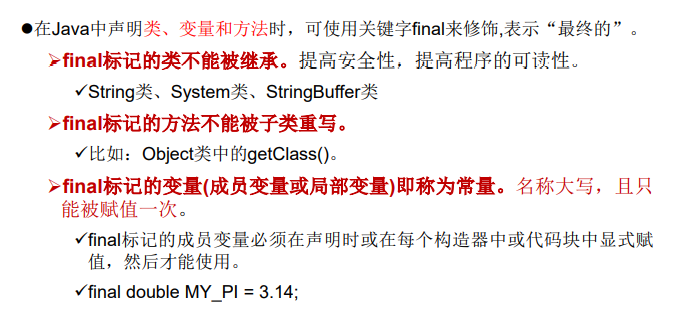 ●在Java中声明类、变量和方法时，可使用关键字final来修饰,表示“最终的”。
➢final标记的类不能被继承。提高安全性，提高程序的可读性。
✓String类、System类、StringBuffer类
➢final标记的方法不能被子类重写。
✓比如：Object类中的getClass()。
➢final标记的变量(成员变量或局部变量)即称为常量。名称大写，且只
能被赋值一次。
✓final标记的成员变量必须在声明时或在每个构造器中或代码块中显式赋
值，然后才能使用。
✓final double MY_PI = 3.14;